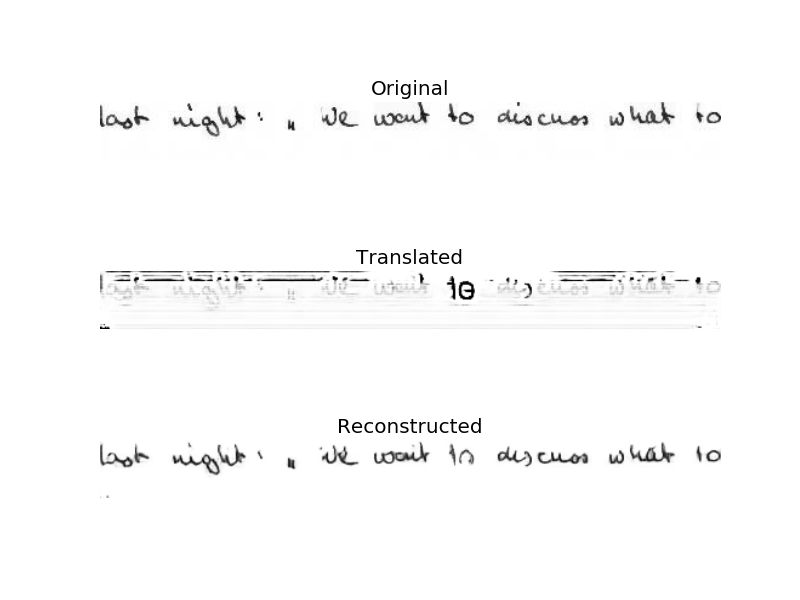 Original
last night: „ We want to discuss what to
Translated
last night: „ We want to discuss what to
Reconstructed
last night: „ We want to discuss what to